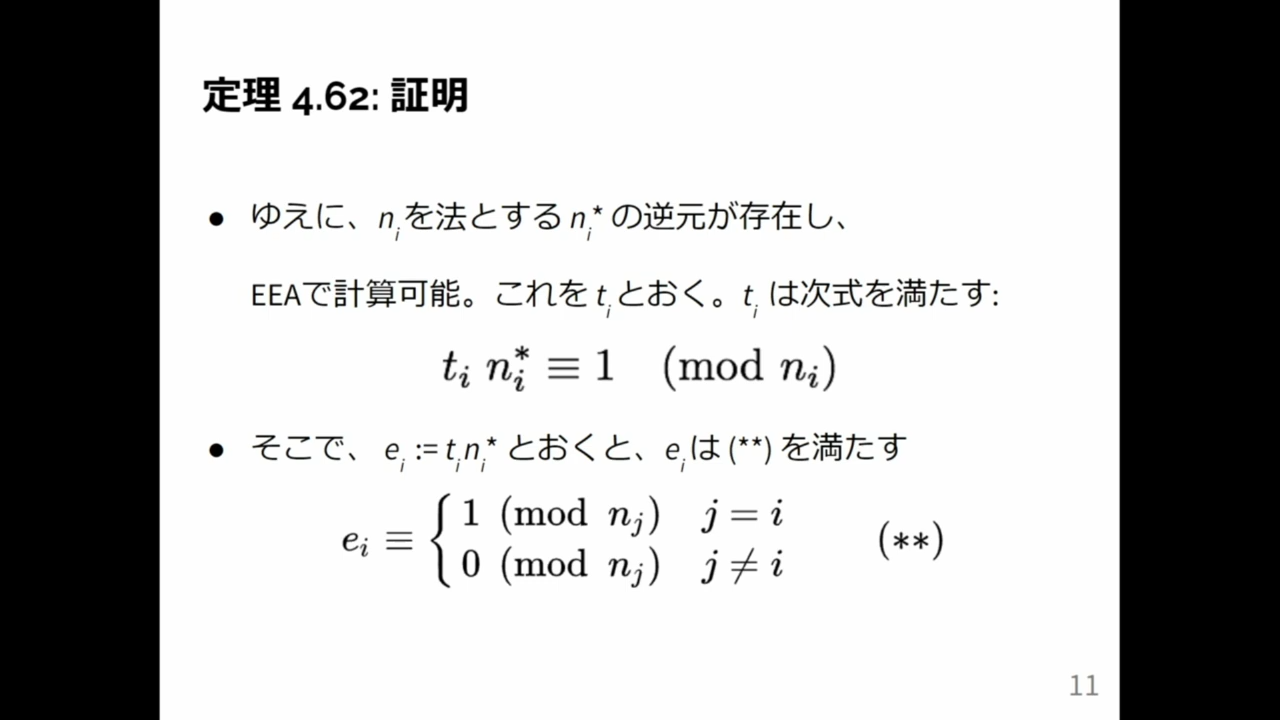 定理 4.62: 証明
● ゆえに、nᵢを法とする nᵢ* の逆元が存在し、
EEAで計算可能。これを tᵢとおく。tᵢ は次式を満たす:
tᵢ nᵢ* ≡ 1 (mod nᵢ)
● そこで、 eᵢ := tᵢnᵢ* とおくと、eᵢは (**) を満たす
eᵢ ≡ { 1 (mod nⱼ) j = i
0 (mod nⱼ) j ≠ i (**)
11